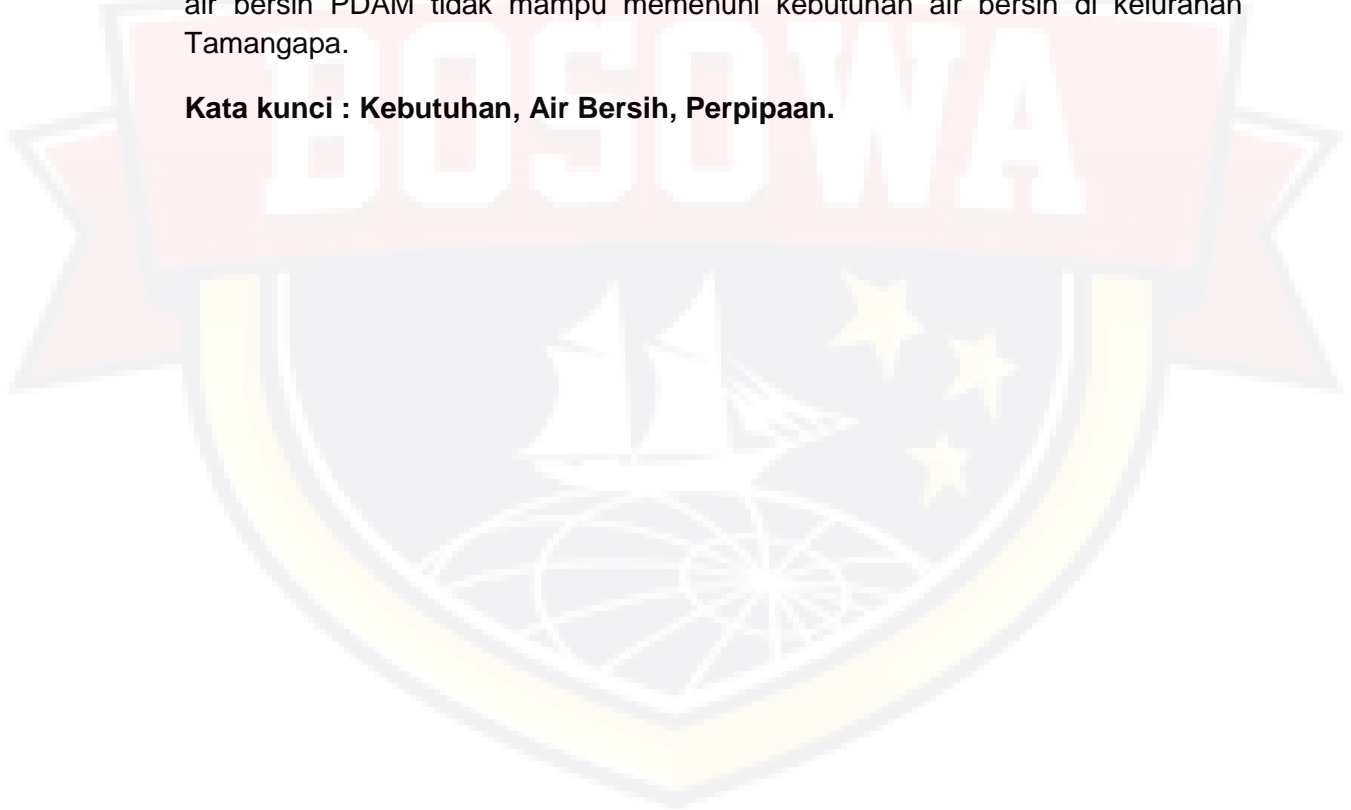 air bersih PDAM tidak mampu memenuhi kebutuhan air bersih di kelurahan
Tamangapa.
Kata kunci : Kebutuhan, Air Bersih, Perpipaan.
BOSOWA